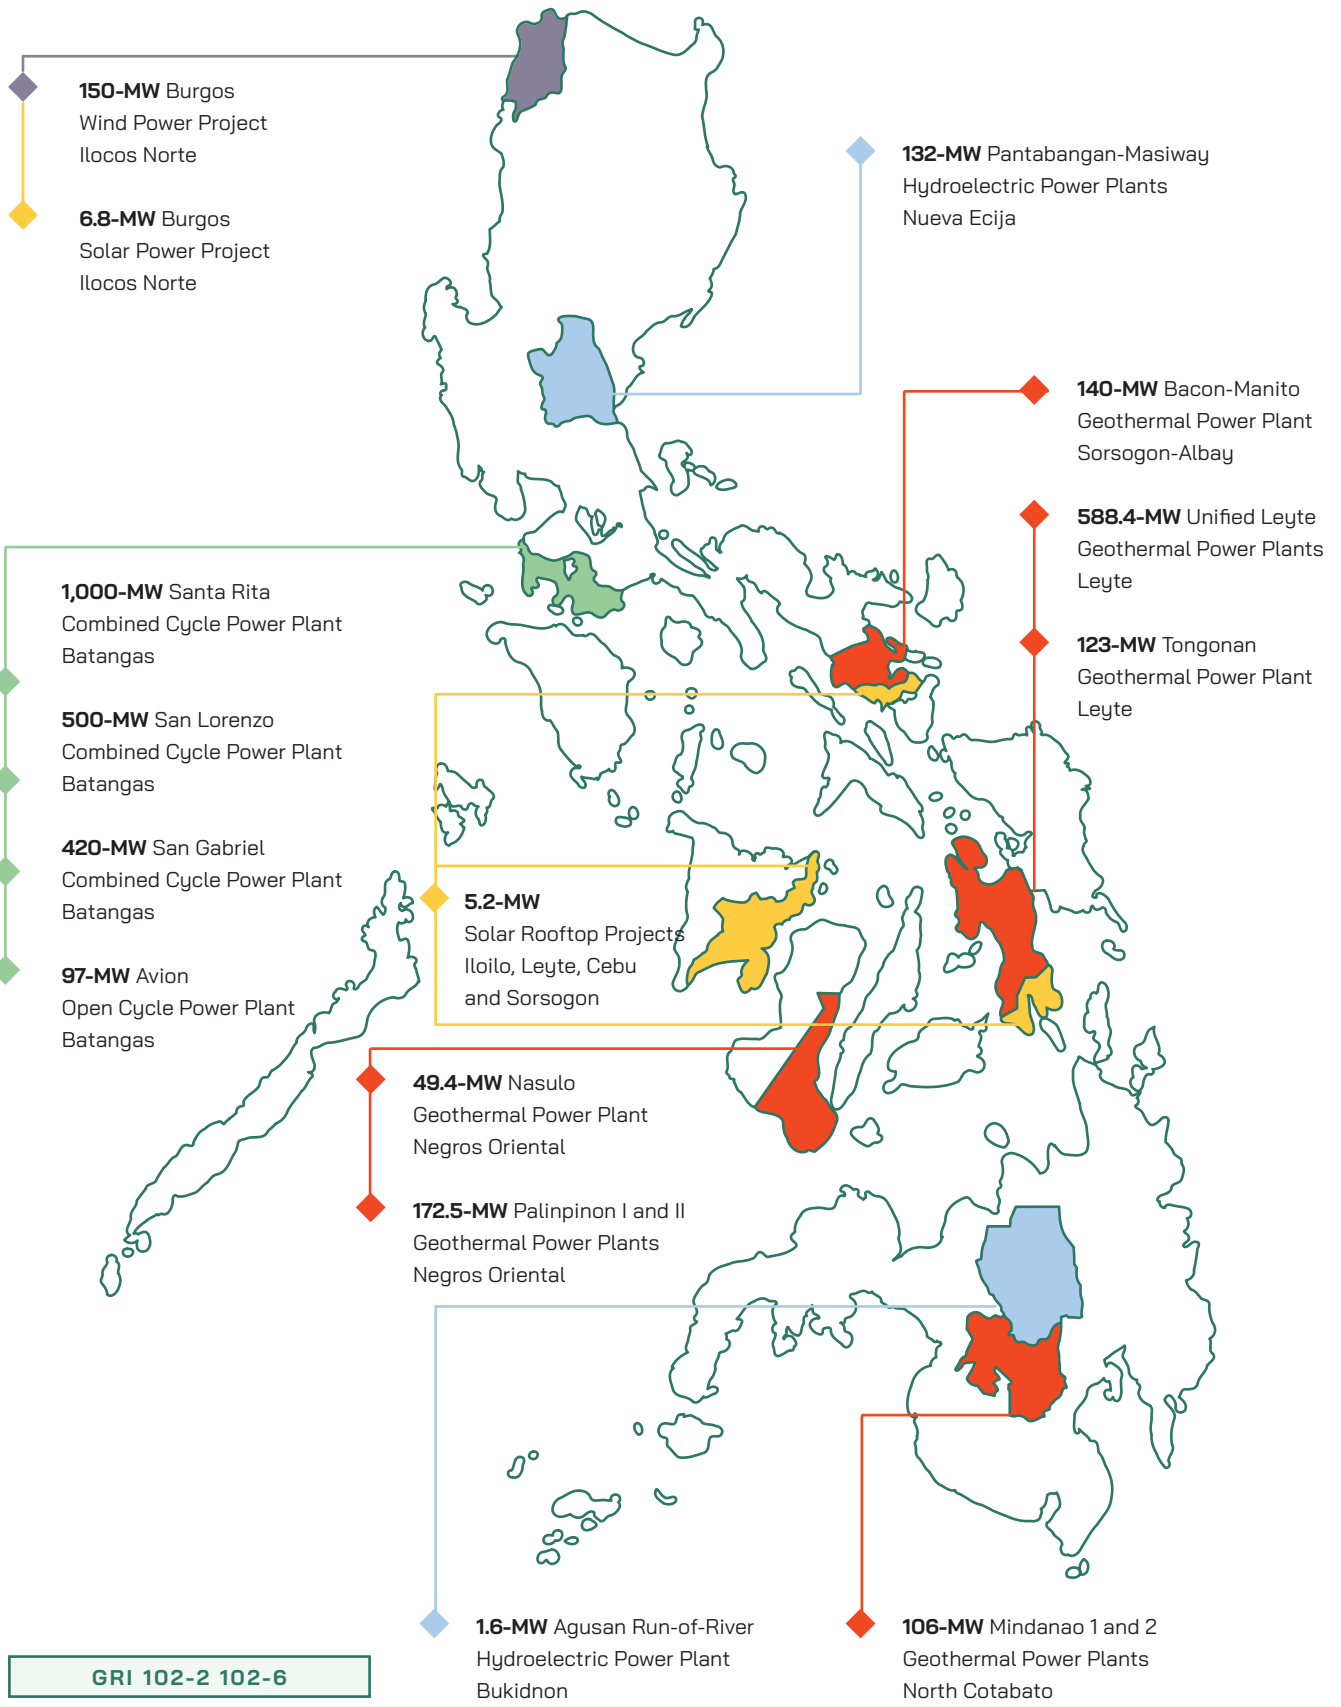 150-MW Burgos
Wind Power Project
Ilocos Norte
6.8-MW Burgos
Solar Power Project
Ilocos Norte
132-MW Pantabangan-Masiway
Hydroelectric Power Plants
Nueva Ecija
140-MW Bacon-Manito
Geothermal Power Plant
Sorsogon-Albay
588.4-MW Unified Leyte
Geothermal Power Plants
Leyte
123-MW Tongonan
Geothermal Power Plant
Leyte
1,000-MW Santa Rita
Combined Cycle Power Plant
Batangas
500-MW San Lorenzo
Combined Cycle Power Plant
Batangas
420-MW San Gabriel
Combined Cycle Power Plant
Batangas
97-MW Avion
Open Cycle Power Plant
Batangas
5.2-MW
Solar Rooftop Projects
Iloilo, Leyte, Cebu
and Sorsogon
49.4-MW Nasulo
Geothermal Power Plant
Negros Oriental
172.5-MW Palinpinon I and II
Geothermal Power Plants
Negros Oriental
1.6-MW Agusan Run-of-River
Hydroelectric Power Plant
Bukidnon
106-MW Mindanao 1 and 2
Geothermal Power Plants
North Cotabato
GRI 102-2 102-6